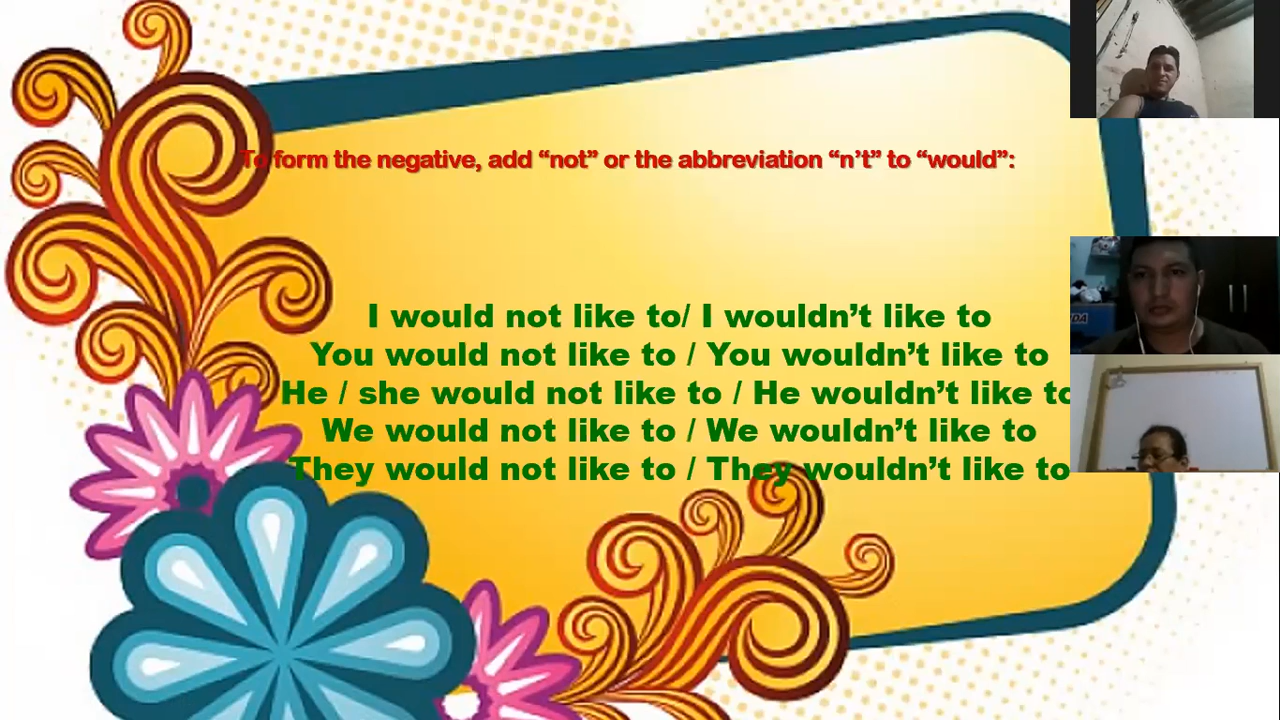 To form the negative, add “not” or the abbreviation “n’t” to “would”:
I would not like to/ I wouldn’t like to
You would not like to / You wouldn’t like to
He / she would not like to / He wouldn’t like to
We would not like to / We wouldn’t like to
They would not like to / They wouldn’t like to